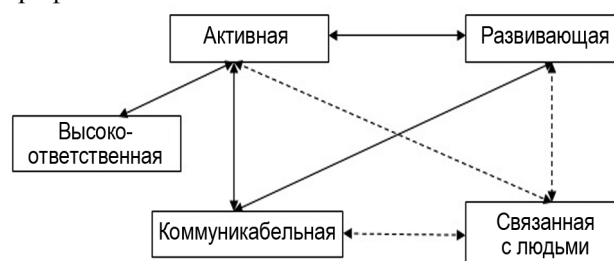 Активная
Развивающая
Высоко-
ответственная
Коммуникабельная
Связанная
с людьми